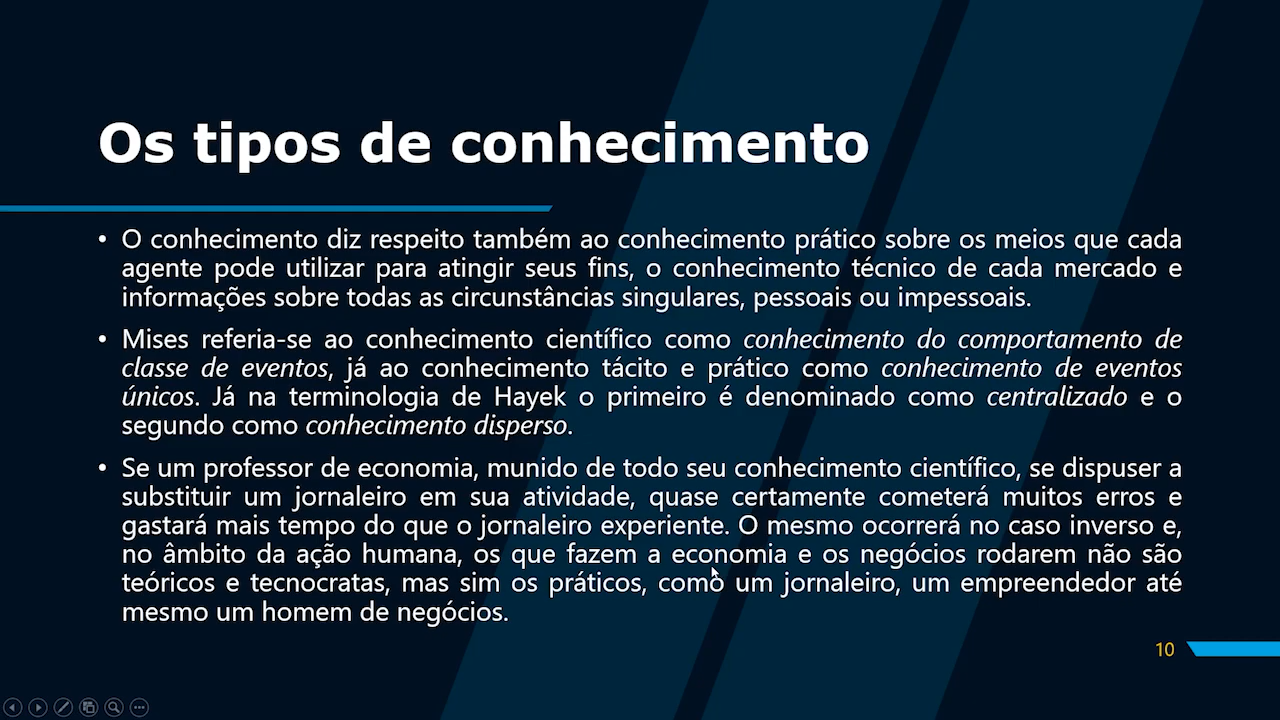 Os tipos de conhecimento
• O conhecimento diz respeito também ao conhecimento prático sobre os meios que cada
agente pode utilizar para atingir seus fins, o conhecimento técnico de cada mercado e
informações sobre todas as circunstâncias singulares, pessoais ou impessoais.
• Mises referia-se ao conhecimento científico como conhecimento do comportamento de
classe de eventos, já ao conhecimento tácito e prático como conhecimento de eventos
únicos. Já na terminologia de Hayek o primeiro é denominado como centralizado e o
segundo como conhecimento disperso.
• Se um professor de economia, munido de todo seu conhecimento científico, se dispuser a
substituir um jornaleiro em sua atividade, quase certamente cometerá muitos erros e
gastará mais tempo do que o jornaleiro experiente. O mesmo ocorrerá no caso inverso e,
no âmbito da ação humana, os que fazem a economia e os negócios rodarem não são
teóricos e tecnocratas, mas sim os práticos, como um jornaleiro, um empreendedor até
mesmo um homem de negócios.
10